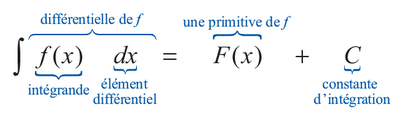 différentielle de f
une primitive de f
∫ f(x) dx = F(x) + C
intégrande
élément
différentiel
constante
d'intégration